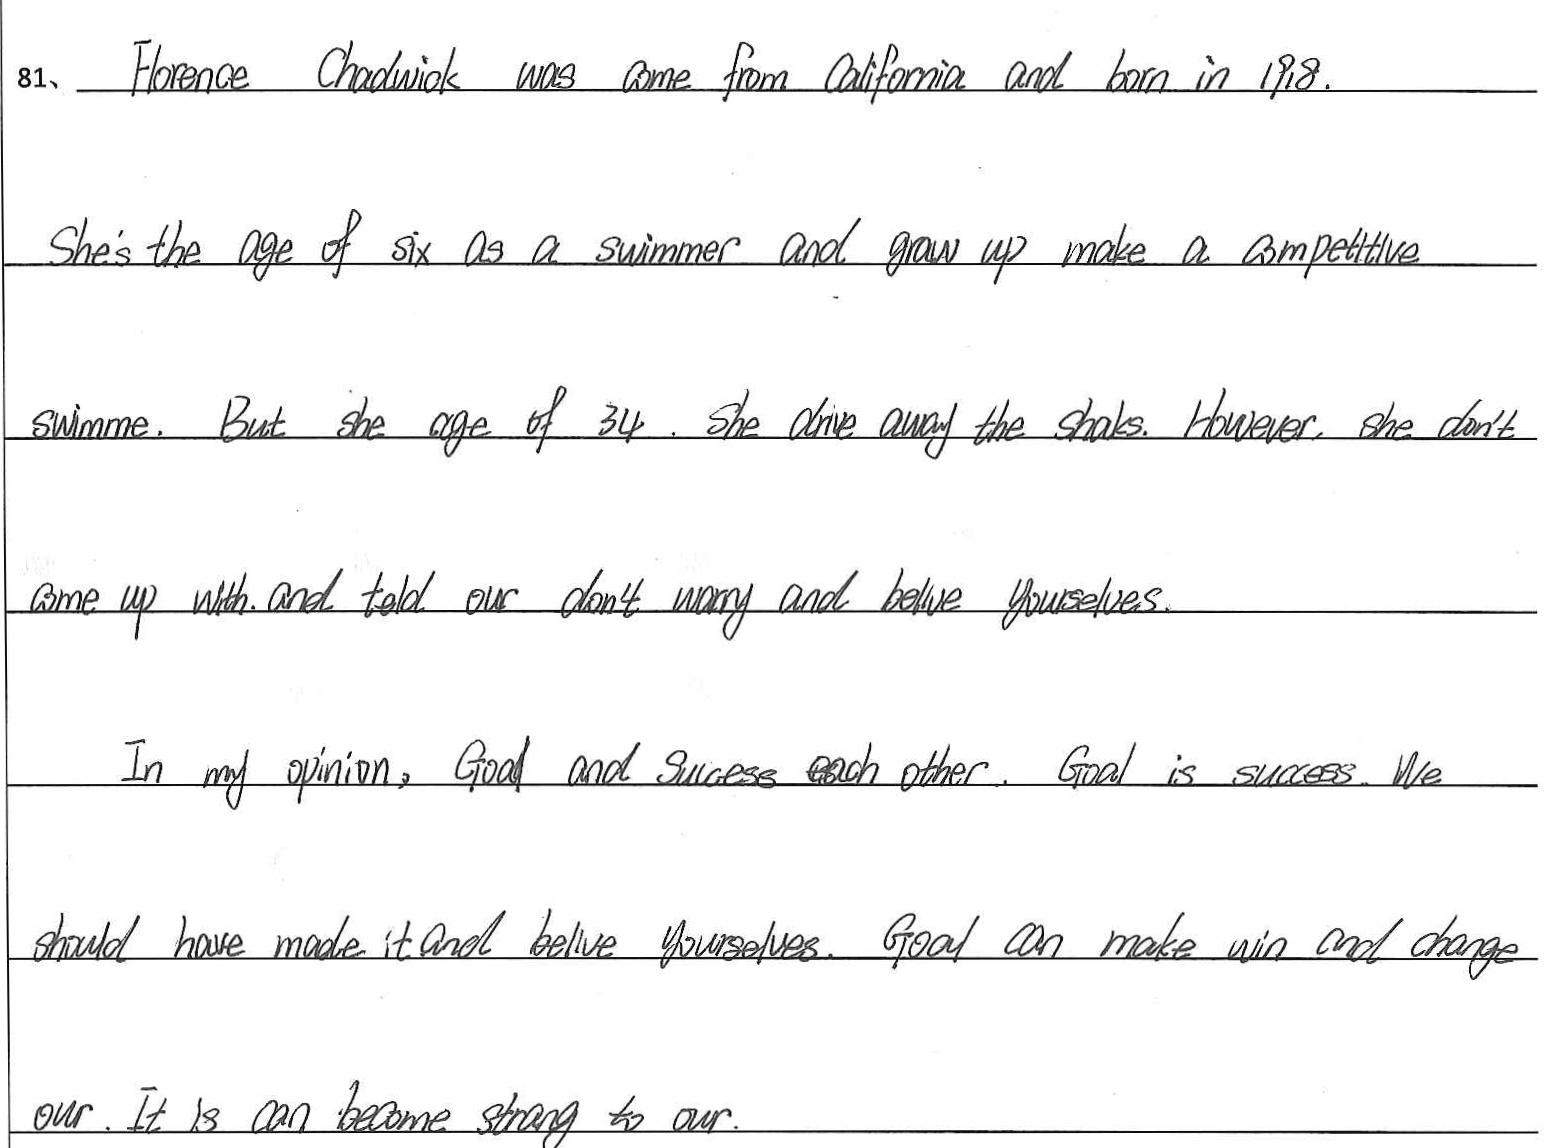 81、 Florence Chadwick was come from California and born in 1918.
She's the age of six as a swimmer and grow up make a competitive
swimme. But she age of 34. She drive away the shaks. However, she don't
come up with. and told our don't worry and belive yourselves.
In my opinion, Goal and Success each other. Goal is success. We
should have made it and belive yourselves. Goal can make win and change
our. It is can become strang to our.